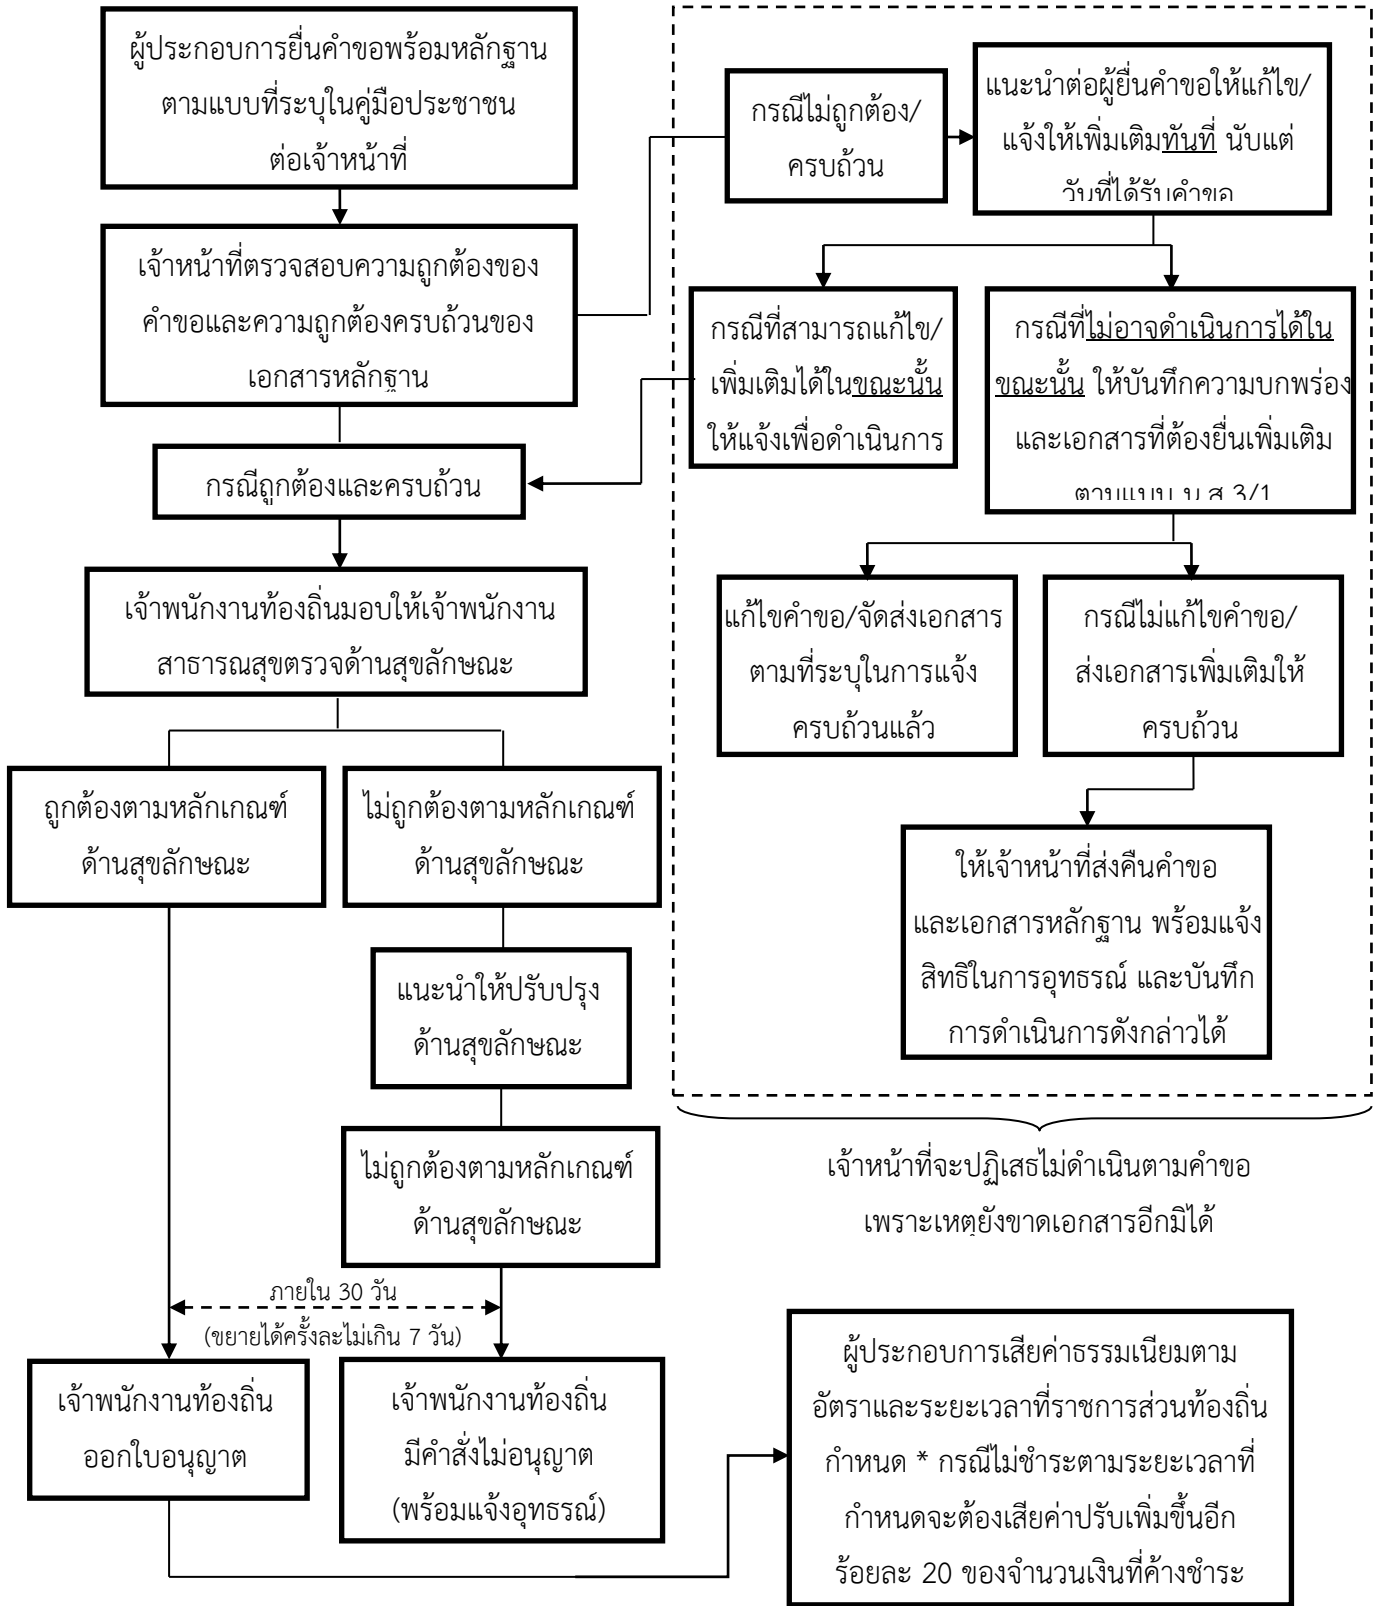 ผู้ประกอบการยื่นคำขอพร้อมหลักฐาน
ตามแบบที่ระบุในคู่มือประชาชน
ต่อเจ้าหน้าที่
กรณีไม่ถูกต้อง/
ครบถ้วน
แนะนำต่อผู้ยื่นคำขอให้แก้ไข/
แจ้งให้เพิ่มเติมทันที่ นับแต่
วันที่ได้รับคำขอ
เจ้าหน้าที่ตรวจสอบความถูกต้องของ
คำขอและความถูกต้องครบถ้วนของ
เอกสารหลักฐาน
กรณีที่สามารถแก้ไข/
เพิ่มเติมได้ในขณะนั้น
ให้แจ้งเพื่อดำเนินการ
กรณีที่ไม่อาจดำเนินการได้ใน
ขณะนั้น ให้บันทึกความบกพร่อง
และเอกสารที่ต้องยื่นเพิ่มเติม
ตามแบบ น.ส 3/1
กรณีถูกต้องและครบถ้วน
เจ้าพนักงานท้องถิ่นมอบให้เจ้าพนักงาน
สาธารณสุขตรวจด้านสุขลักษณะ
แก้ไขคำขอ/จัดส่งเอกสาร
ตามที่ระบุในการแจ้ง
ครบถ้วนแล้ว
กรณีไม่แก้ไขคำขอ/
ส่งเอกสารเพิ่มเติมให้
ครบถ้วน
ถูกต้องตามหลักเกณฑ์
ด้านสุขลักษณะ
ไม่ถูกต้องตามหลักเกณฑ์
ด้านสุขลักษณะ
ให้เจ้าหน้าที่ส่งคืนคำขอ
และเอกสารหลักฐาน พร้อมแจ้ง
สิทธิในการอุทธรณ์ และบันทึก
การดำเนินการดังกล่าวได้
แนะนำให้ปรับปรุง
ด้านสุขลักษณะ
ไม่ถูกต้องตามหลักเกณฑ์
ด้านสุขลักษณะ
เจ้าหน้าที่จะปฏิเสธไม่ดำเนินตามคำขอ
เพราะเหตุยังขาดเอกสารอีกมิได้
ภายใน 30 วัน
(ขยายได้ครั้งละไม่เกิน 7 วัน)
เจ้าพนักงานท้องถิ่น
ออกใบอนุญาต
เจ้าพนักงานท้องถิ่น
มีคำสั่งไม่อนุญาต
(พร้อมแจ้งอุทธรณ์)
ผู้ประกอบการเสียค่าธรรมเนียมตาม
อัตราและระยะเวลาที่ราชการส่วนท้องถิ่น
กำหนด * กรณีไม่ชำระตามระยะเวลาที่
กำหนดจะต้องเสียค่าปรับเพิ่มขึ้นอีก
ร้อยละ 20 ของจำนวนเงินที่ค้างชำระ